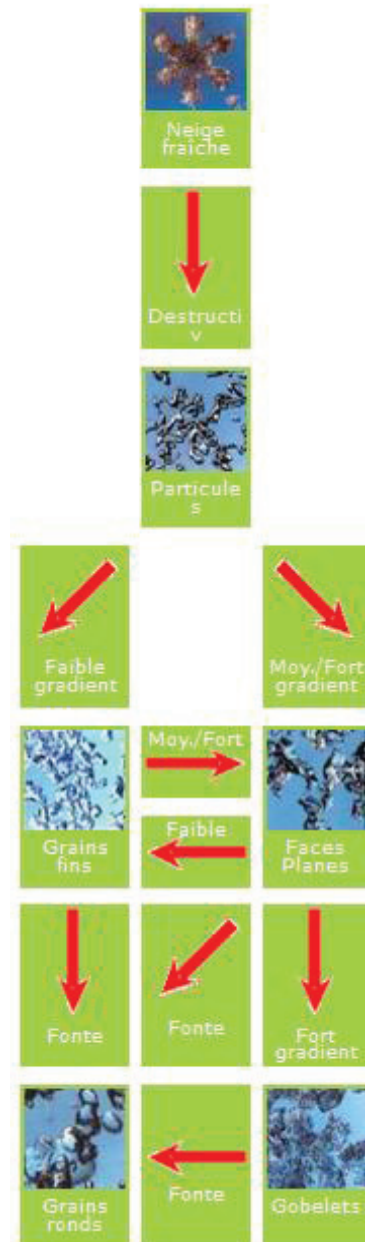 Neige
fraîche
Destructi
v
Particule
s
Faible
gradient
Moy./Fort
gradient
Moy./Fort
Faible
Grains
fins
Faces
Planes
Fonte
Fonte
Fort
gradient
Grains
ronds
Fonte
Gobelets